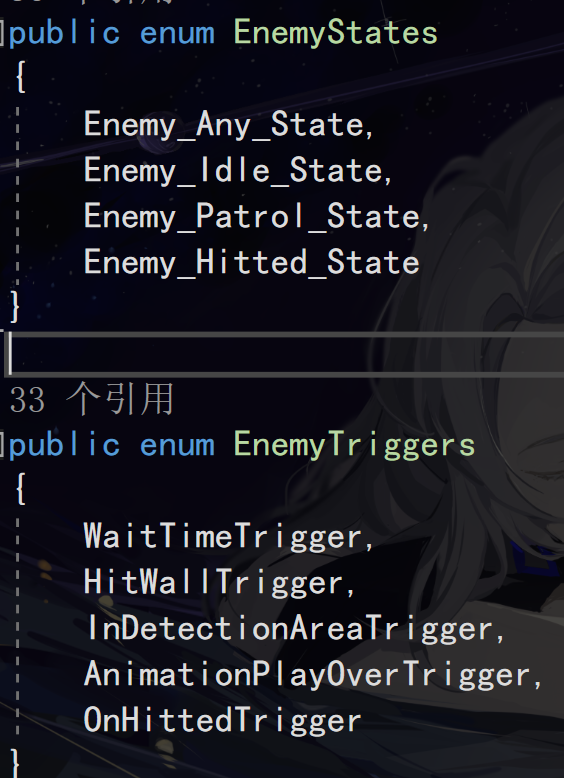 public enum EnemyStates
{
Enemy_Any_State,
Enemy_Idle_State,
Enemy_Patrol_State,
Enemy_Hitted_State
}
33 个引用
public enum EnemyTriggers
{
WaitTimeTrigger,
HitWallTrigger,
InDetectionAreaTrigger,
AnimationPlayOverTrigger,
OnHittedTrigger
}